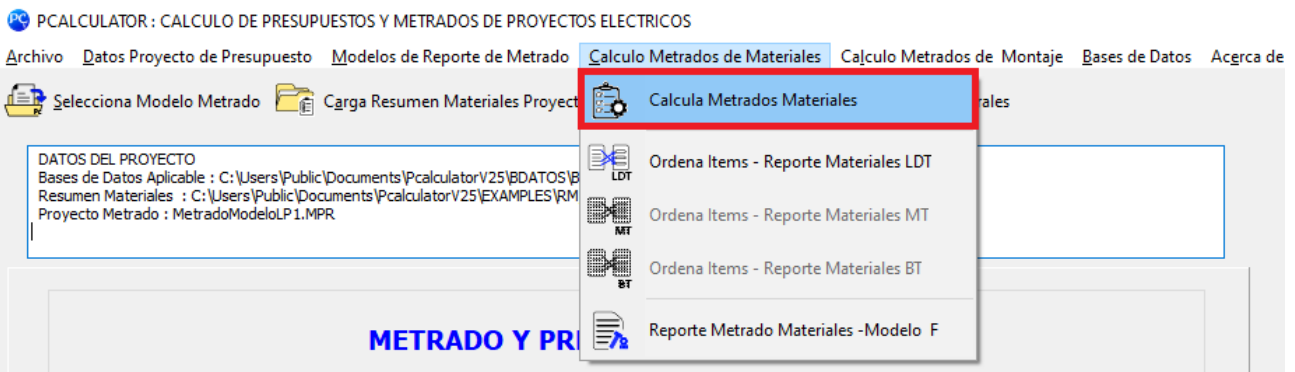 PCALCULATOR : CALCULO DE PRESUPUESTOS Y METRADOS DE PROYECTOS ELECTRICOS
Archivo Datos Proyecto de Presupuesto Modelos de Reporte de Metrado Calculo Metrados de Materiales Calculo Metrados de Montaje Bases de Datos Acerca de
Selecciona Modelo Metrado Carga Resumen Materiales Proyect rales
Calcula Metrados Materiales
Ordena Items - Reporte Materiales LDT
LDT
Ordena Items - Reporte Materiales MT
MT
Ordena Items - Reporte Materiales BT
BT
Reporte Metrado Materiales -Modelo F
DATOS DEL PROYECTO
Bases de Datos Aplicable : C:\Users\Public\Documents\PcalculatorV25\BDATOS\B
Resumen Materiales : C:\Users\Public\Documents\PcalculatorV25\EXAMPLES\RM
Proyecto Metrado : MetradoModeloLP1.MPR
METRADO Y PR